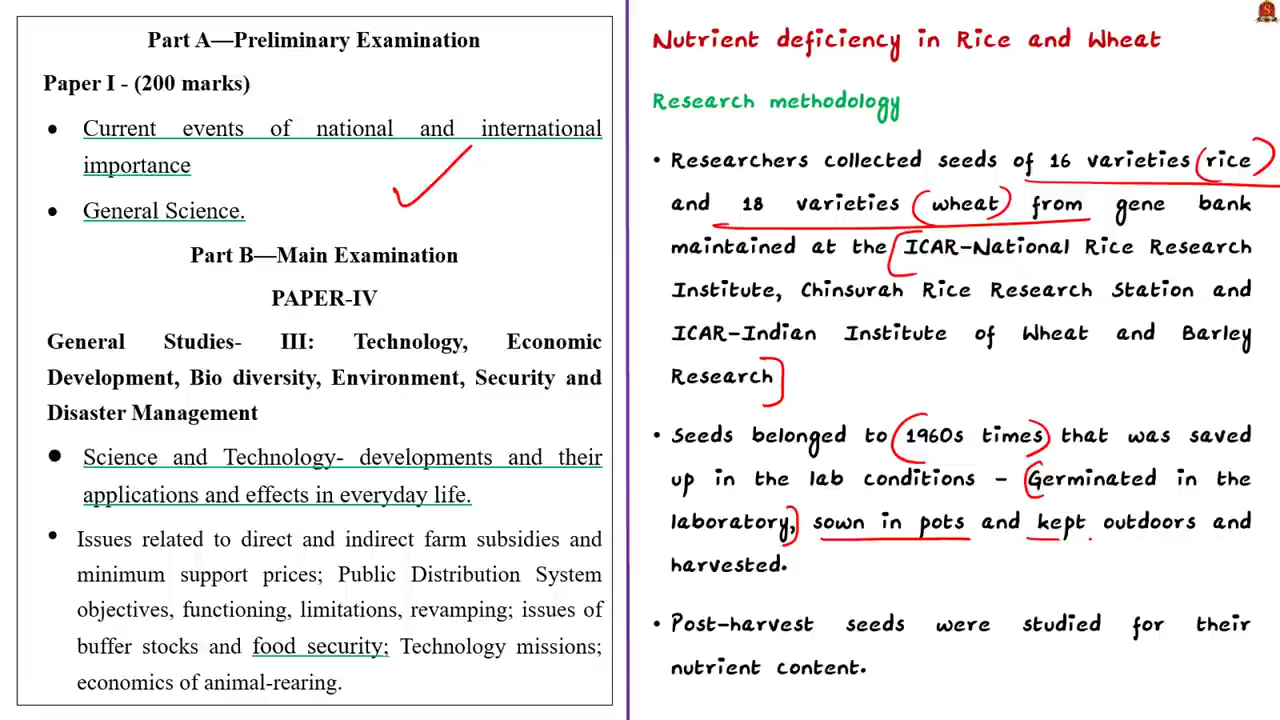 Part A—Preliminary Examination
Paper I - (200 marks)
• Current events of national and international
importance
• General Science.
Part B—Main Examination
PAPER-IV
General Studies- III: Technology, Economic
Development, Bio diversity, Environment, Security and
Disaster Management
• Science and Technology- developments and their
applications and effects in everyday life.
• Issues related to direct and indirect farm subsidies and
minimum support prices; Public Distribution System
objectives, functioning, limitations, revamping; issues of
buffer stocks and food security; Technology missions;
economics of animal-rearing.
Nutrient deficiency in Rice and Wheat
Research methodology
• Researchers collected seeds of 16 varieties (rice)
and 18 varieties (wheat) from gene bank
maintained at the ICAR-National Rice Research
Institute, Chinsurah Rice Research Station and
ICAR-Indian Institute of Wheat and Barley
Research
• Seeds belonged to 1960s times that was saved
up in the lab conditions - Germinated in the
laboratory, sown in pots and kept outdoors and
harvested.
• Post-harvest seeds were studied for their
nutrient content.